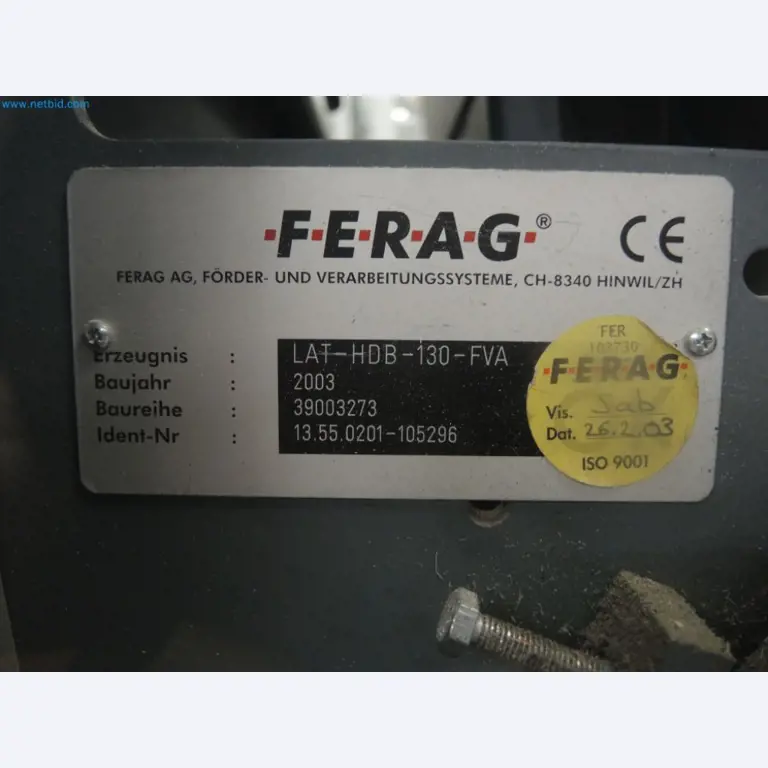 www.netbid.com
·F·E·R·A·G·® CE
FERAG AG, FÖRDER- UND VERARBEITUNGSSYSTEME, CH-8340 HINWIL/ZH
Erzeugnis : LAT-HDB-130-FVA
Baujahr : 2003
Baureihe : 39003273
Ident-Nr : 13.55.0201-105296
FER
·F·E·R·A·G·
Vis. Sab
Dat. 26.2.03
ISO 9001